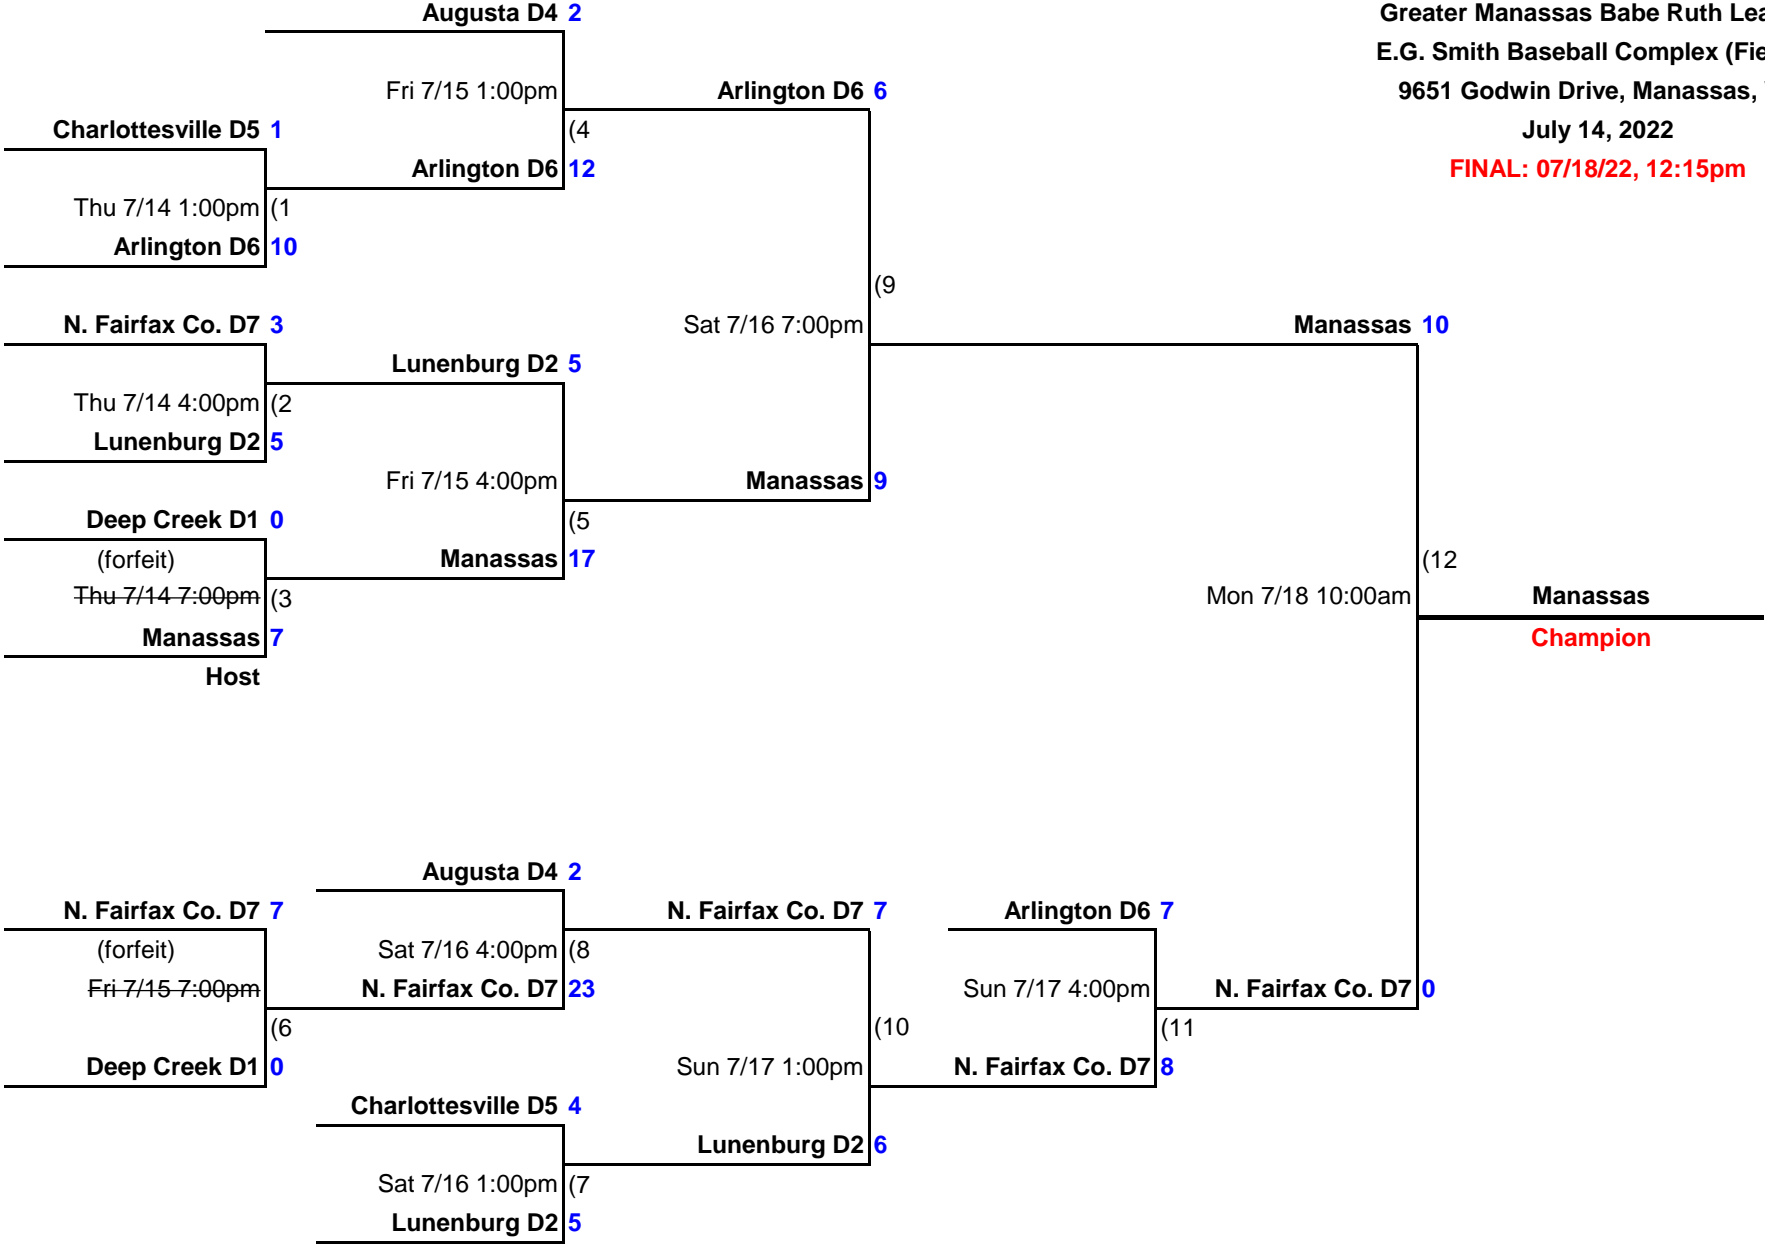 Augusta D4 2
Greater Manassas Babe Ruth
E.G. Smith Baseball Complex
Fri 7/15 1:00pm
Arlington D6 6
9651 Godwin Drive, Manassas,
Charlottesville D5 1
(4
July 14, 2022
Arlington D6 12
FINAL: 07/18/22, 12:15pm
Thu 7/14 1:00pm (1
Arlington D6 10
(9
N. Fairfax Co. D7 3
Sat 7/16 7:00pm
Manassas 10
Lunenburg D2 5
Thu 7/14 4:00pm (2
Lunenburg D2 5
Fri 7/15 4:00pm
Manassas 9
Deep Creek D1 0
(5
(forfeit)
Manassas 17
(12
Thu 7/14 7:00pm (3
Mon 7/18 10:00am
Manassas
Manassas 7
Champion
Host
Augusta D4 2
N. Fairfax Co. D7 7
N. Fairfax Co. D7 7
Arlington D6 7
(forfeit)
Sat 7/16 4:00pm (8
Fri 7/15 7:00pm
N. Fairfax Co. D7 23
Sun 7/17 4:00pm
N. Fairfax Co. D7 0
(6
(10
(11
Deep Creek D1 0
Sun 7/17 1:00pm
N. Fairfax Co. D7 8
Charlottesville D5 4
Lunenburg D2 6
Sat 7/16 1:00pm (7
Lunenburg D2 5